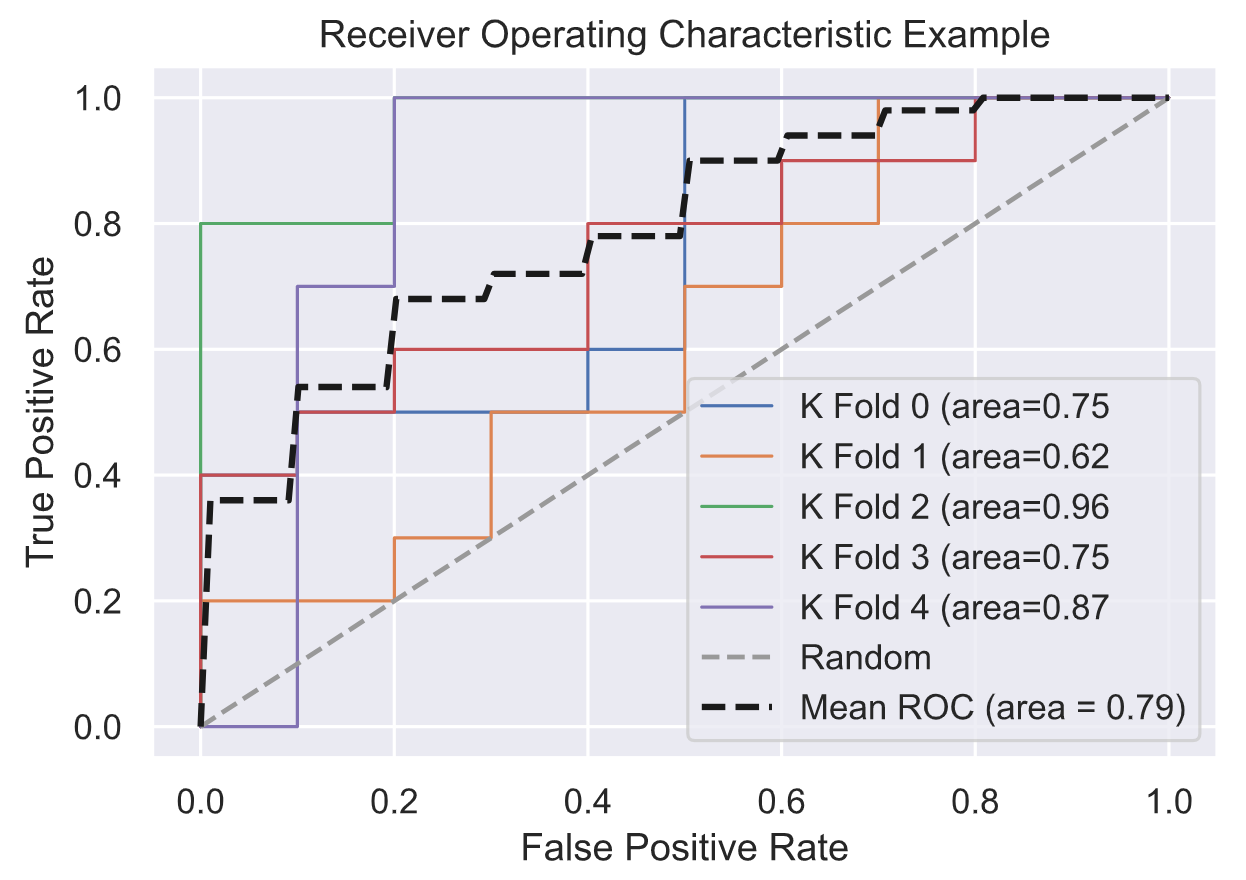 Receiver Operating Characteristic Example
True Positive Rate
1.0
0.8
0.6
0.4
0.2
0.0
K Fold 0 (area=0.75
K Fold 1 (area=0.62
K Fold 2 (area=0.96
K Fold 3 (area=0.75
K Fold 4 (area=0.87
Random
Mean ROC (area = 0.79)
0.0 0.2 0.4 0.6 0.8 1.0
False Positive Rate